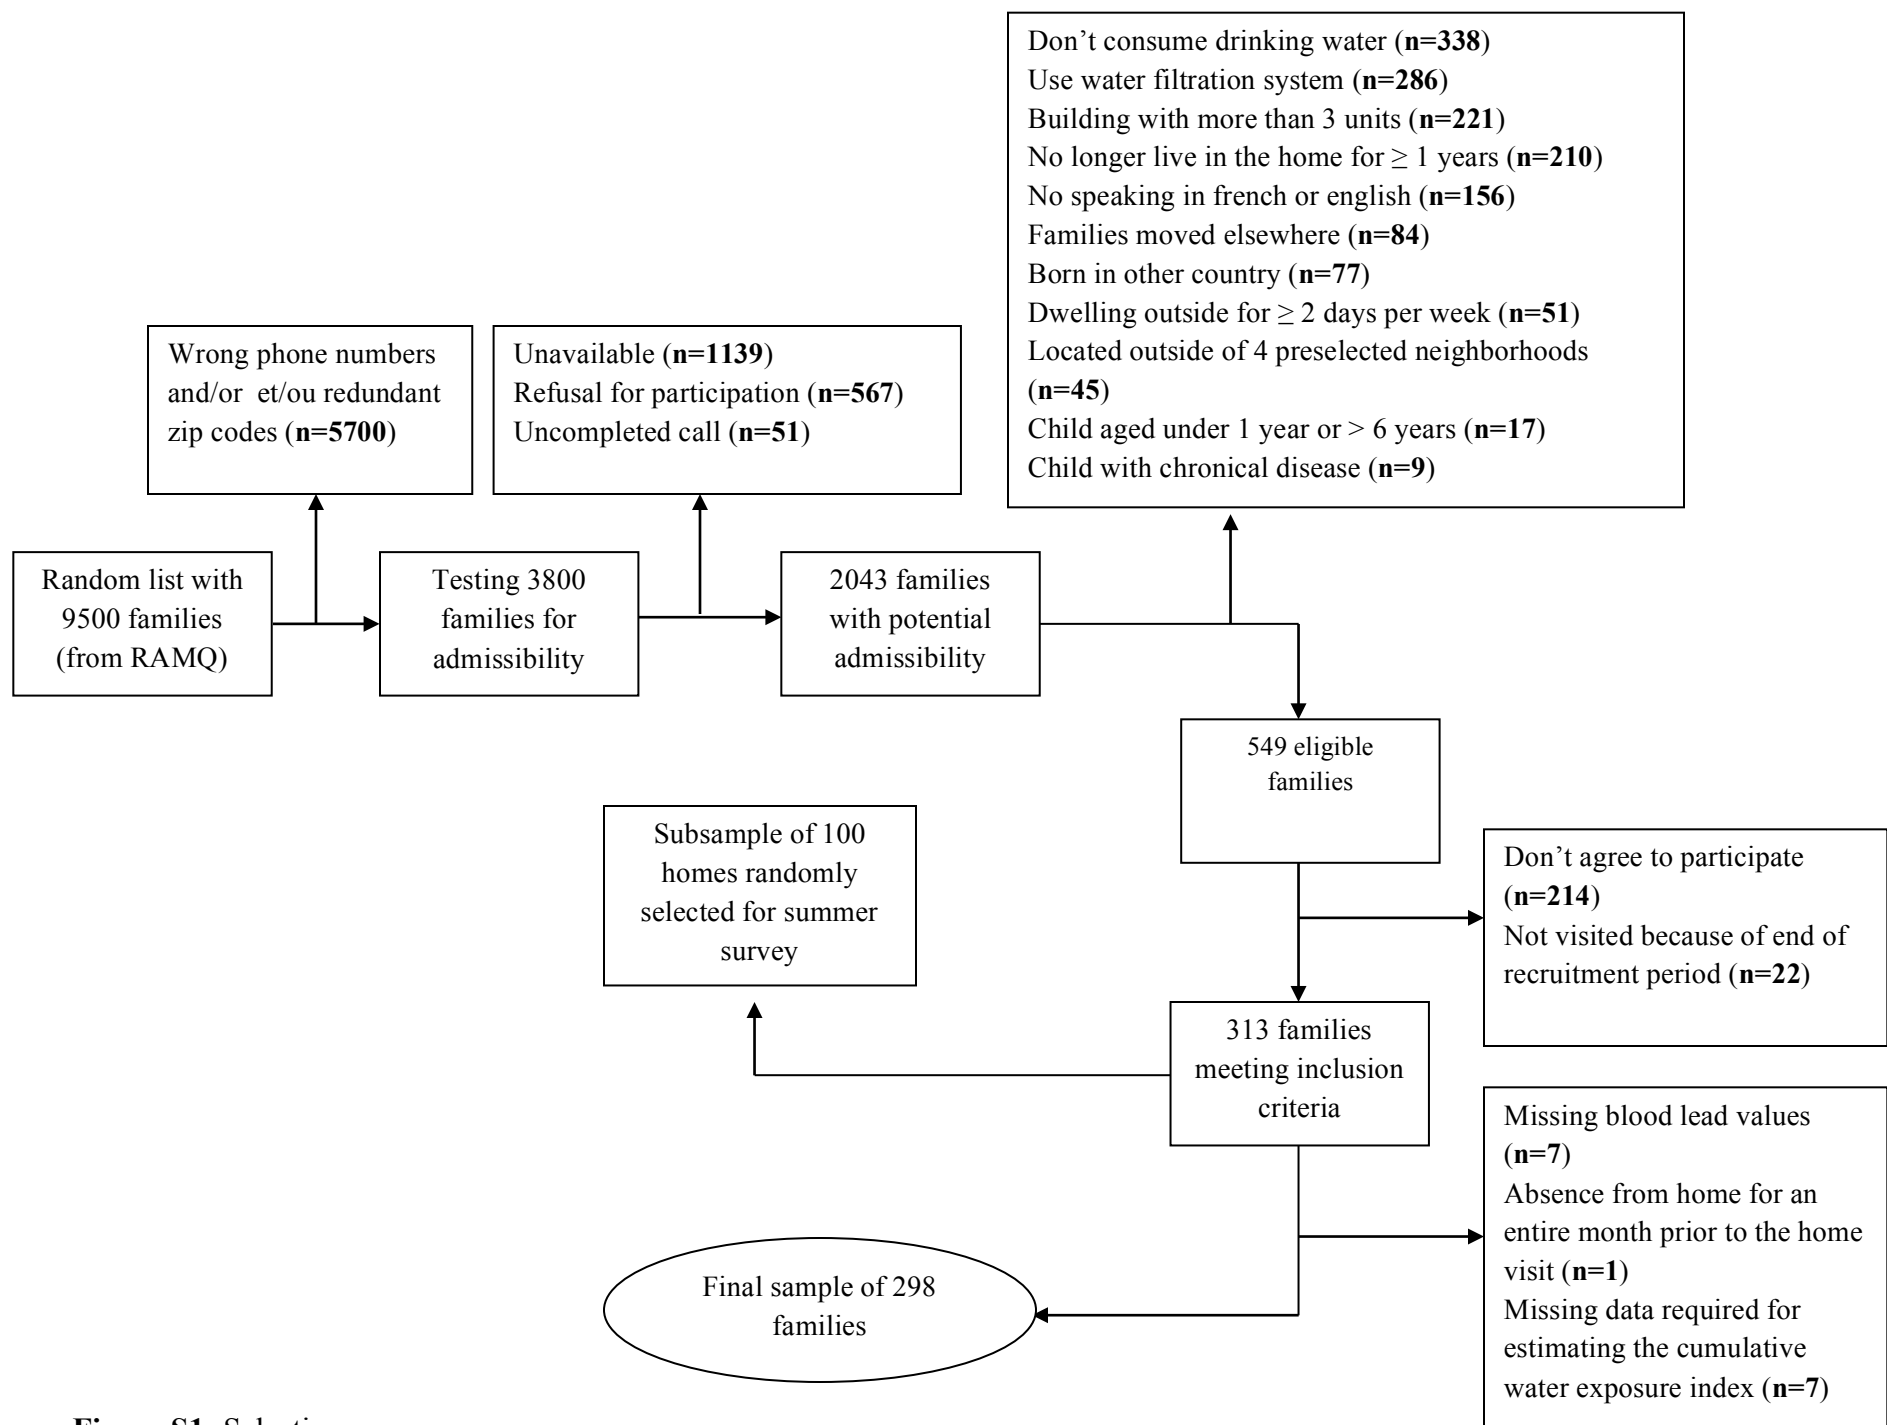 Don’t consume drinking water (n=338)
Use water filtration system (n=286)
Building with more than 3 units (n=221)
No longer live in the home for ≥ 1 years (n=210)
No speaking in french or english (n=156)
Families moved elsewhere (n=84)
Born in other country (n=77)
Dwelling outside for ≥ 2 days per week (n=51)
Located outside of 4 preselected neighborhoods
(n=45)
Child aged under 1 year or > 6 years (n=17)
Child with chronical disease (n=9)
Wrong phone numbers
and/or et/ou redundant
zip codes (n=5700)
Unavailable (n=1139)
Refusal for participation (n=567)
Uncompleted call (n=51)
Random list with
9500 families
(from RAMQ)
Testing 3800
families for
admissibility
2043 families
with potential
admissibility
549 eligible
families
Subsample of 100
homes randomly
selected for summer
survey
Don’t agree to participate
(n=214)
Not visited because of end of
recruitment period (n=22)
313 families
meeting inclusion
criteria
Missing blood lead values
(n=7)
Absence from home for an
entire month prior to the home
visit (n=1)
Missing data required for
estimating the cumulative
water exposure index (n=7)
Final sample of 298
families